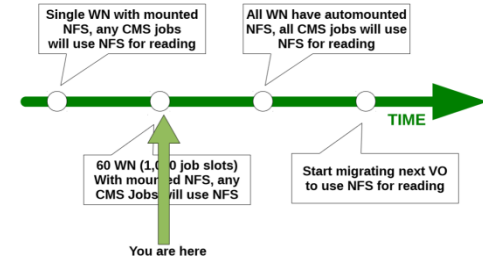 Single WN with mounted
NFS, any CMS jobs
will use NFS for reading
All WN have automounted
NFS, all CMS jobs will use
NFS for reading
TIME
60 WN job slots)
With NFS, any
CMS Jobs will use NFS
Start migrating next VO
to use NFS for reading
You are here